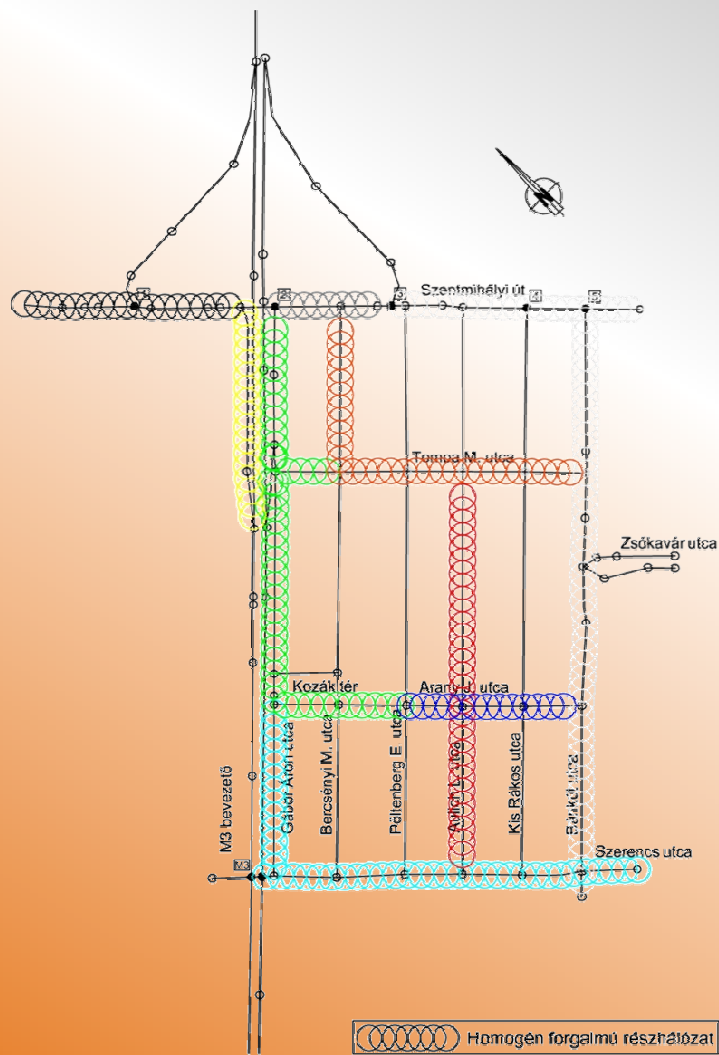 Szentmihályi út
Tompa M. utca
Zsókavár utca
Kozák tér
Arany J. utca
M3 bevezető
Gábor Áron utca
Bercsényi M. utca
Pöltenberg E. utca
Aulich L. utca
Kis Rákos utca
utca
Szerencs utca
Homogén forgalmú részhálózat